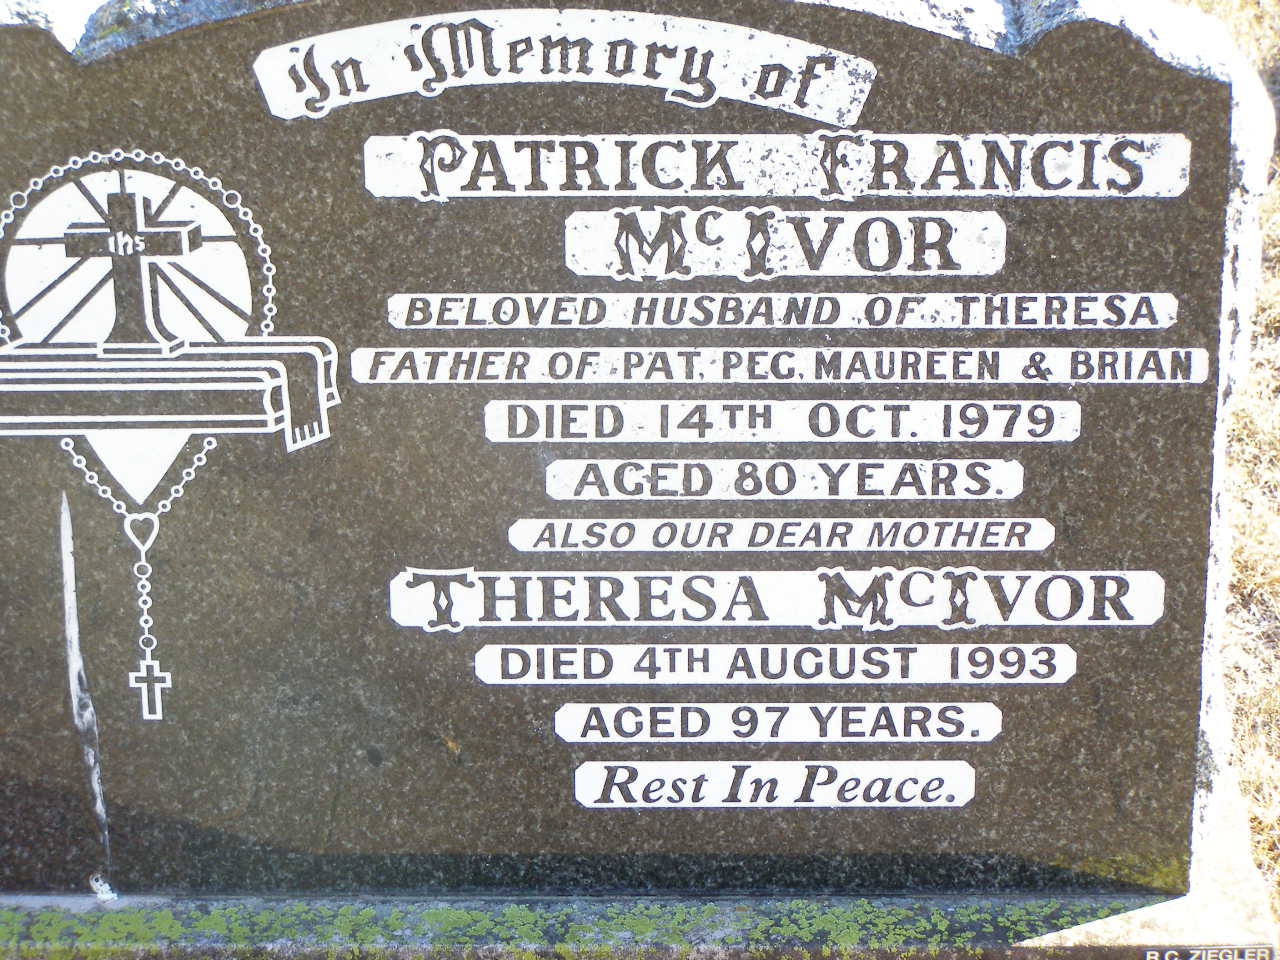 In Memory of
PATRICK FRANCIS
McIVOR
BELOVED HUSBAND OF THERESA
FATHER OF PAT, PEG, MAUREEN & BRIAN
DIED 14TH OCT. 1979
AGED 80 YEARS.
ALSO OUR DEAR MOTHER
THERESA McIVOR
DIED 4TH AUGUST 1993
AGED 97 YEARS.
Rest In Peace.
ihs
B.C. ZIEGLER